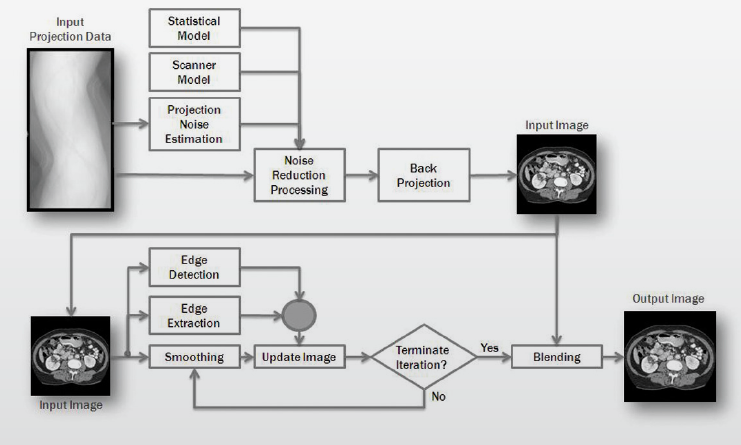 Input
Projection Data
Statistical
Model
Scanner
Model
Projection
Noise
Estimation
Noise
Reduction
Processing
Back
Projection
Input Image
Edge
Detection
Edge
Extraction
Smoothing
Update Image
Terminate
Iteration?
Yes
No
Blending
Output Image
Input Image